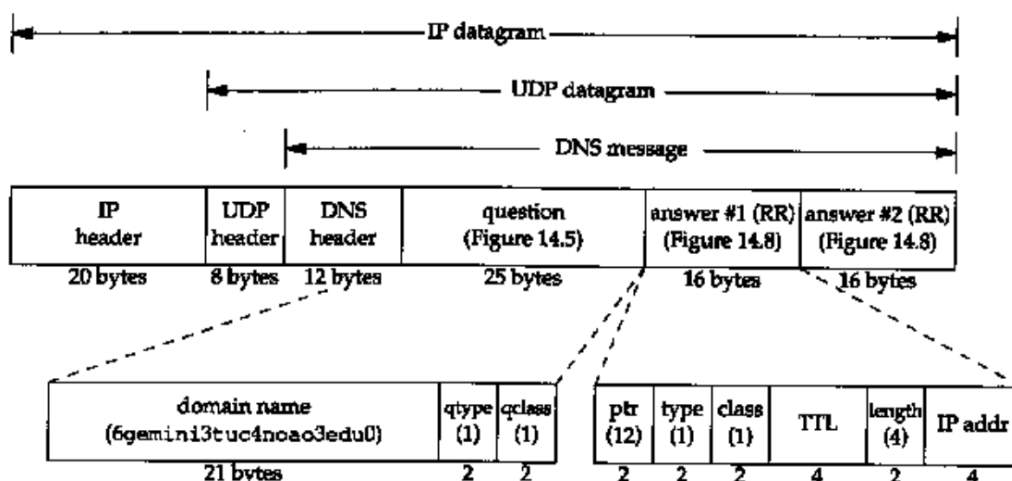 IP datagram
UDP datagram
DNS message
IP header
UDP header
DNS header
question (Figure 14.5)
answer #1 (RR) (Figure 14.8)
answer #2 (RR) (Figure 14.8)
20 bytes
8 bytes
12 bytes
25 bytes
16 bytes
16 bytes
domain name (6gemini3tuc4noao3edu0)
qtype (1)
qclass (1)
ptr (12)
type (1)
class (1)
TTL
length (4)
IP addr
21 bytes
2
2
2
2
2
4
2
4